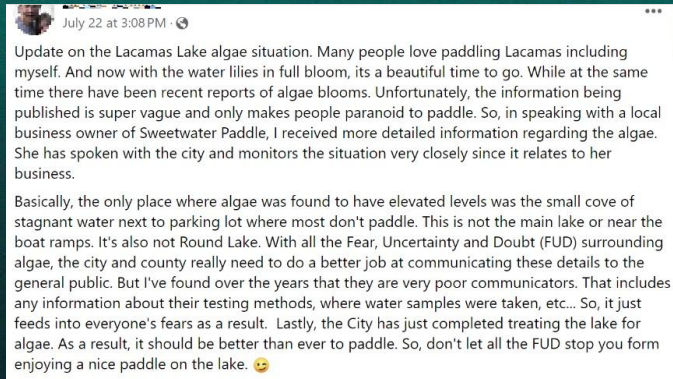 July 22 at 3:08 PM ·
Update on the Lacamas Lake algae situation. Many people love paddling Lacamas including
myself. And now with the water lilies in full bloom, its a beautiful time to go. While at the same
time there have been recent reports of algae blooms. Unfortunately, the information being
published is super vague and only makes people paranoid to paddle. So, in speaking with a local
business owner of Sweetwater Paddle, I received more detailed information regarding the algae.
She has spoken with the city and monitors the situation very closely since it relates to her
business.
Basically, the only place where algae was found to have elevated levels was the small cove of
stagnant water next to parking lot where most don't paddle. This is not the main lake or near the
boat ramps. It's also not Round Lake. With all the Fear, Uncertainty and Doubt (FUD) surrounding
algae, the city and county really need to do a better job at communicating these details to the
general public. But I've found over the years that they are very poor communicators. That includes
any information about their testing methods, where water samples were taken, etc... So, it just
feeds into everyone's fears as a result.  Lastly, the City has just completed treating the lake for
algae. As a result, it should be better than ever to paddle. So, don't let all the FUD stop you form
enjoying a nice paddle on the lake. 😉